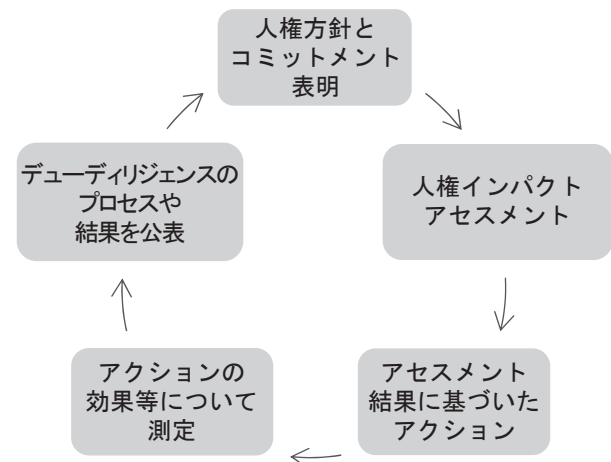 人権方針と
コミットメント
表明
人権インパクト
アセスメント
アセスメント
結果に基づいた
アクション
アクションの
効果等について
測定
デューディリジェンスの
プロセスや
結果を公表